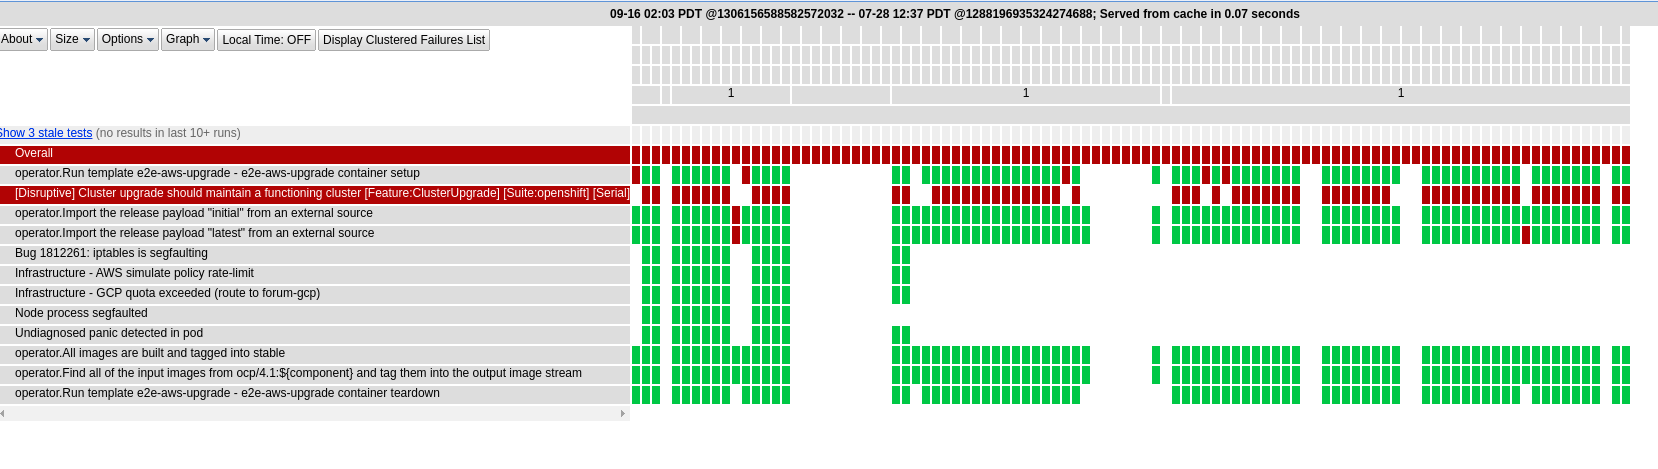 09-16 02:03 PDT @1306156588582572032 -- 07-28 12:37 PDT @1288196935324274688; Served from cache in 0.07 seconds
About Size Options Graph Local Time: OFF Display Clustered Failures List
1 1 1
Show 3 stale tests (no results in last 10+ runs)
Overall
operator.Run template e2e-aws-upgrade - e2e-aws-upgrade container setup
[Disruptive] Cluster upgrade should maintain a functioning cluster [Feature:ClusterUpgrade] [Suite:openshift] [Serial]
operator.Import the release payload "initial" from an external source
operator.Import the release payload "latest" from an external source
Bug 1812261: iptables is segfaulting
Infrastructure - AWS simulate policy rate-limit
Infrastructure - GCP quota exceeded (route to forum-gcp)
Node process segfaulted
Undiagnosed panic detected in pod
operator.All images are built and tagged into stable
operator.Find all of the input images from ocp/4.1:${component} and tag them into the output image stream
operator.Run template e2e-aws-upgrade - e2e-aws-upgrade container teardown